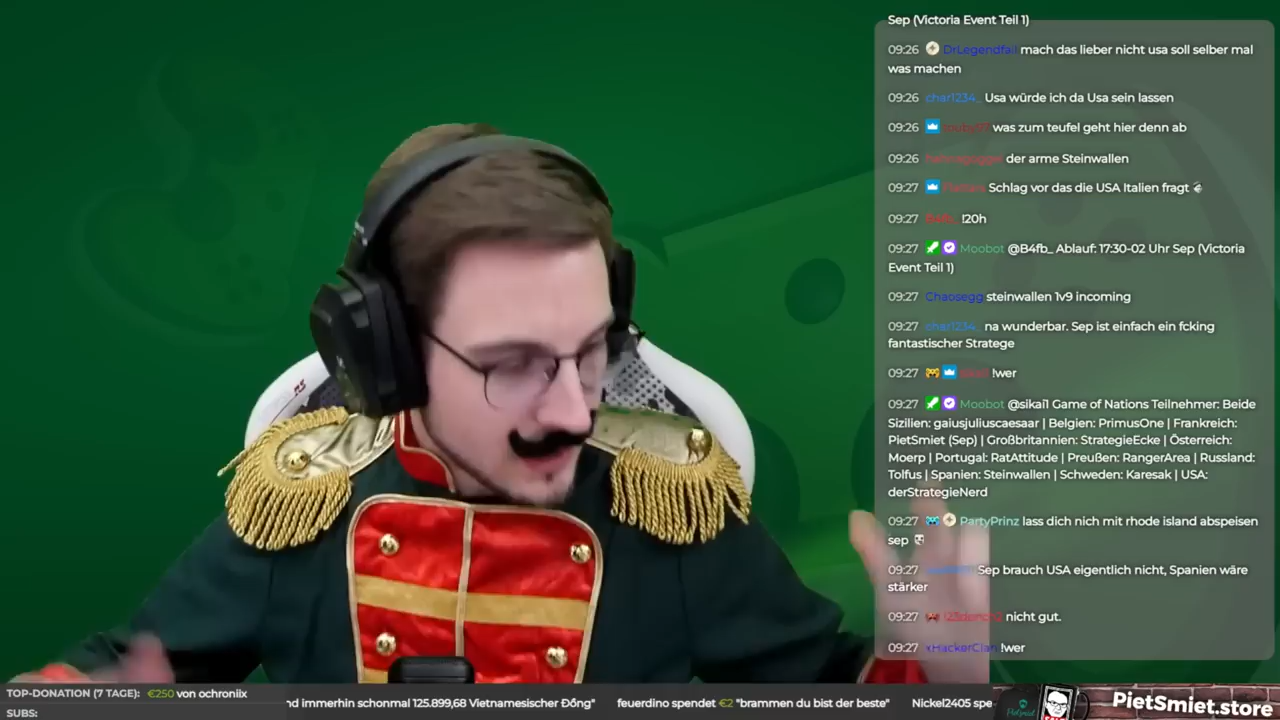 Sep (Victoria Event Teil 1)
09:26 DrLegendfail mach das lieber nicht usa soll selber mal
was machen
09:26 char1234_ Usa würde ich da Usa sein lassen
09:26 was zum teufel geht hier denn ab
09:26 der arme Steinwallen
09:27 Schlag vor das die USA Italien fragt
09:27 !20h
09:27 Moobot @B4fb_ Ablauf: 17:30-02 Uhr Sep (Victoria
Event Teil 1)
09:27 Chaosegg steinwallen 1v9 incoming
09:27 char1234_ na wunderbar. Sep ist einfach ein fcking
fantastischer Stratege
09:27 !wer
09:27 Moobot @sikai1 Game of Nations Teilnehmer: Beide
Sizilien: gaiusjuliuscaesaar | Belgien: PrimusOne | Frankreich:
PietSmiet (Sep) | Großbritannien: StrategieEcke | Österreich:
Moerp | Portugal: RatAttitude | Preußen: RangerArea | Russland:
Tolfus | Spanien: Steinwallen | Schweden: Karesak | USA:
derStrategieNerd
09:27 PartyPrinz lass dich nich mit rhode island abspeisen
sep
09:27 Sep brauch USA eigentlich nicht, Spanien wäre
stärker
09:27 nicht gut.
09:27 !wer
TOP-DONATION (7 TAGE): €250 von ochroniix
nd immerhin schonmal 125.899,68 Vietnamesischer Đồng" feuerdino spendet €2 "brammen du bist der beste" Nickel2405 spe
SUBS:
PietSmiet.store